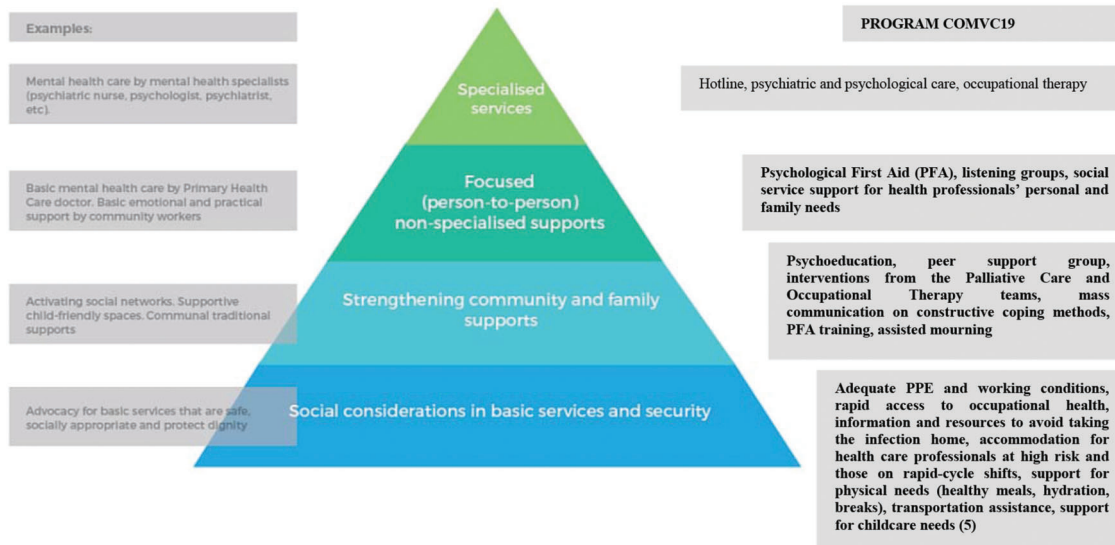 Examples:
PROGRAM COMVC19
Mental health care by mental health specialists
(psychiatric nurse, psychologist, psychiatrist,
etc).
Specialised
services
Hotline, psychiatric and psychological care, occupational therapy
Basic mental health care by Primary Health
Care doctor. Basic emotional and practical
support by community workers
Focused
(person-to-person)
non-specialised supports
Psychological First Aid (PFA), listening groups, social
service support for health professionals' personal and
family needs
Activating social networks. Supportive
child-friendly spaces. Communal traditional
supports
Strengthening community and family
supports
Psychoeducation, peer support group,
interventions from the Palliative Care and
Occupational Therapy teams, mass
communication on constructive coping methods,
PFA training, assisted mourning
Advocacy for basic services that are safe,
socially appropriate and protect dignity
Social considerations in basic services and security
Adequate PPE and working conditions,
rapid access to occupational health,
information and resources to avoid taking
the infection home, accommodation for
health care professionals at high risk and
those on rapid-cycle shifts, support for
physical needs (healthy meals, hydration,
breaks), transportation assistance, support
for childcare needs (5)